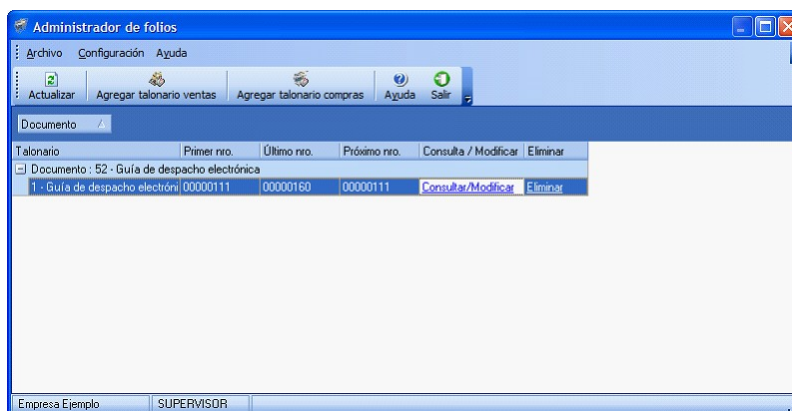 Administrador de folios
Archivo Configuración Ayuda
Actualizar Agregar talonario ventas Agregar talonario compras Ayuda Salir
Documento
Talonario Primer nro. Último nro. Próximo nro. Consulta / Modificar Eliminar
Documento : 52 - Guía de despacho electrónica
1 - Guía de despacho electróni 00000111 00000160 00000111 Consultar/Modificar Eliminar
Empresa Ejemplo SUPERVISOR